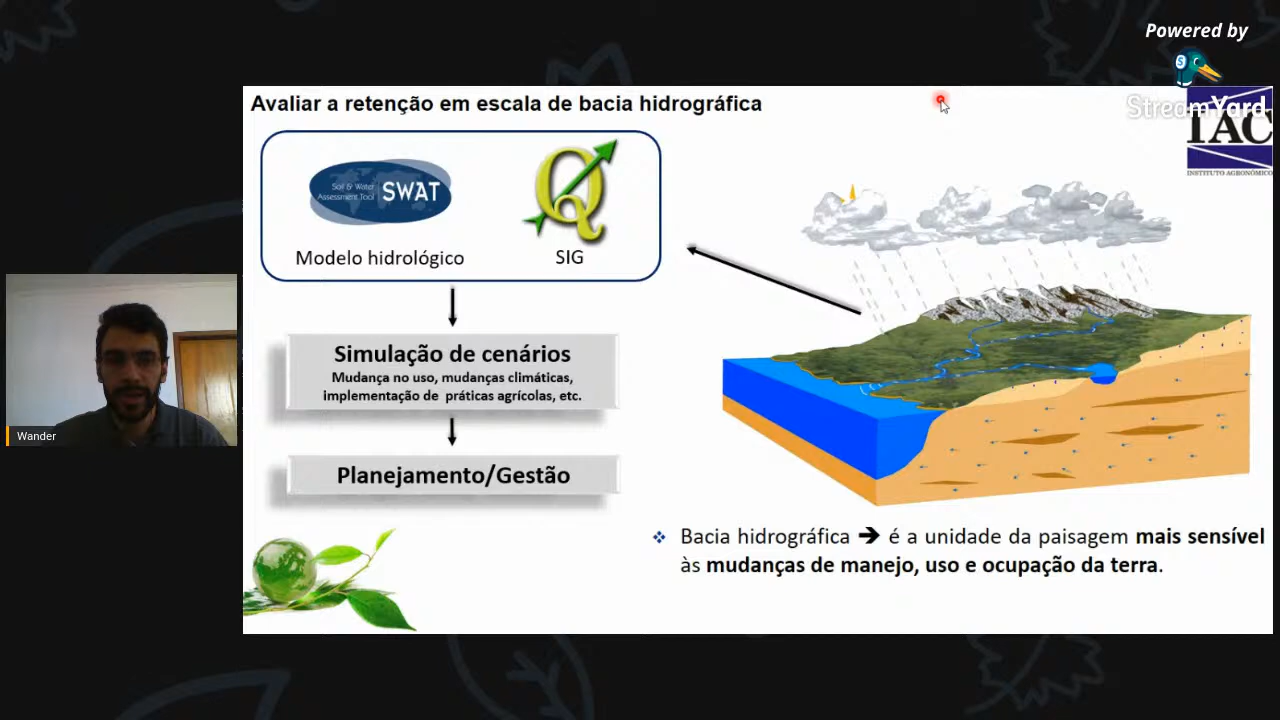 Powered by
StreamYard
Avaliar a retenção em escala de bacia hidrográfica
IAC
INSTITUTO AGRONÔMICO
Soil & Water
Assessment Tool
SWAT
Q
Modelo hidrológico
SIG
Simulação de cenários
Mudança no uso, mudanças climáticas,
implementação de práticas agrícolas, etc.
Wander
Planejamento/Gestão
Bacia hidrográfica ➔ é a unidade da paisagem mais sensível
às mudanças de manejo, uso e ocupação da terra.